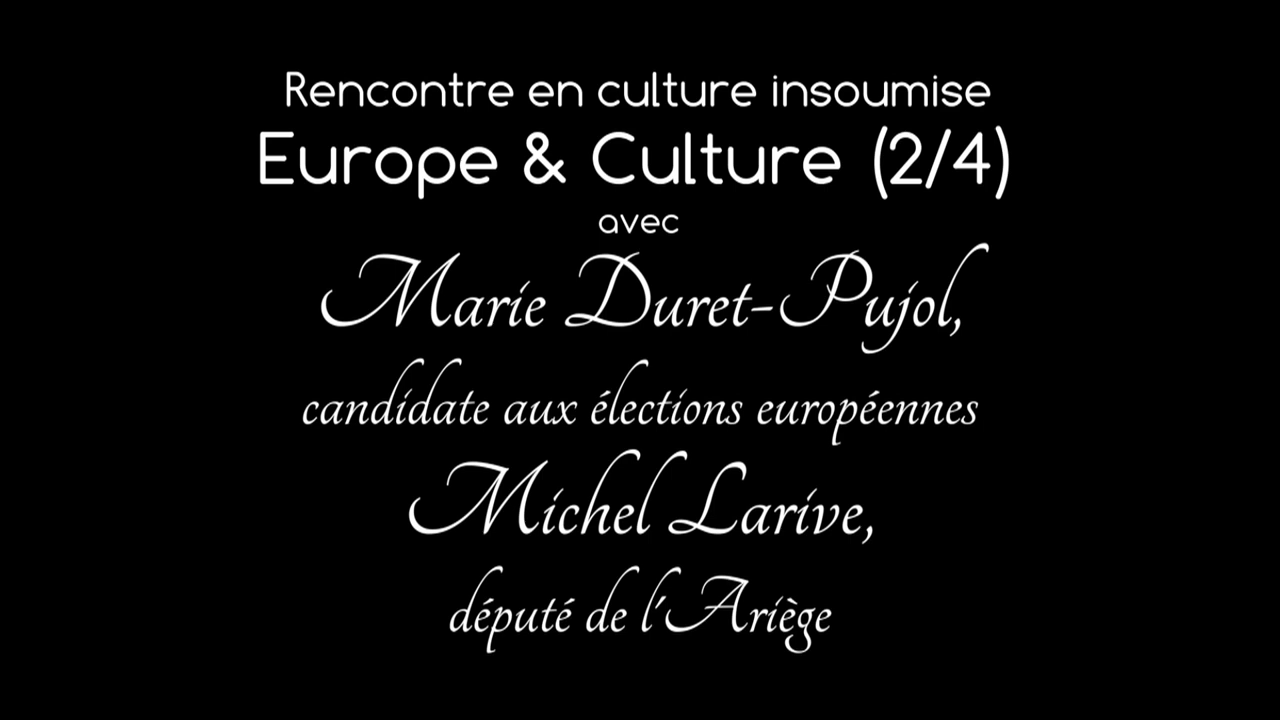 Rencontre en culture insoumise
Europe & Culture (2/4)
avec
Marie Duret-Pujol,
candidate aux élections européennes
Michel Larive,
député de l'Ariège